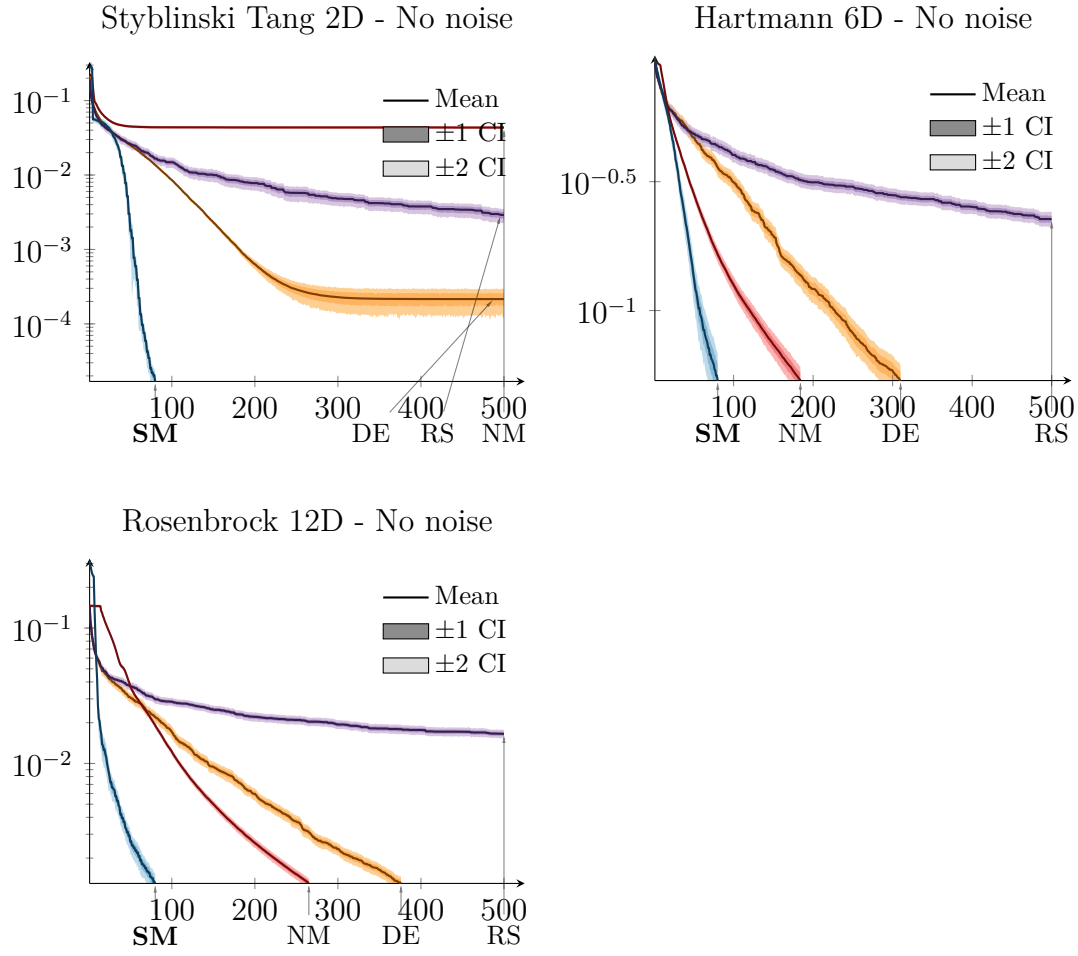 Styblinski Tang 2D - No noise
Mean
±1 CI
±2 CI
10^−1
10^−2
10^−3
10^−4
100 200 300 400 500
SM DE RS NM
Hartmann 6D - No noise
Mean
±1 CI
±2 CI
10^−0.5
10^−1
100 200 300 400 500
SM NM DE RS
Rosenbrock 12D - No noise
Mean
±1 CI
±2 CI
10^−1
10^−2
100 200 300 400 500
SM NM DE RS